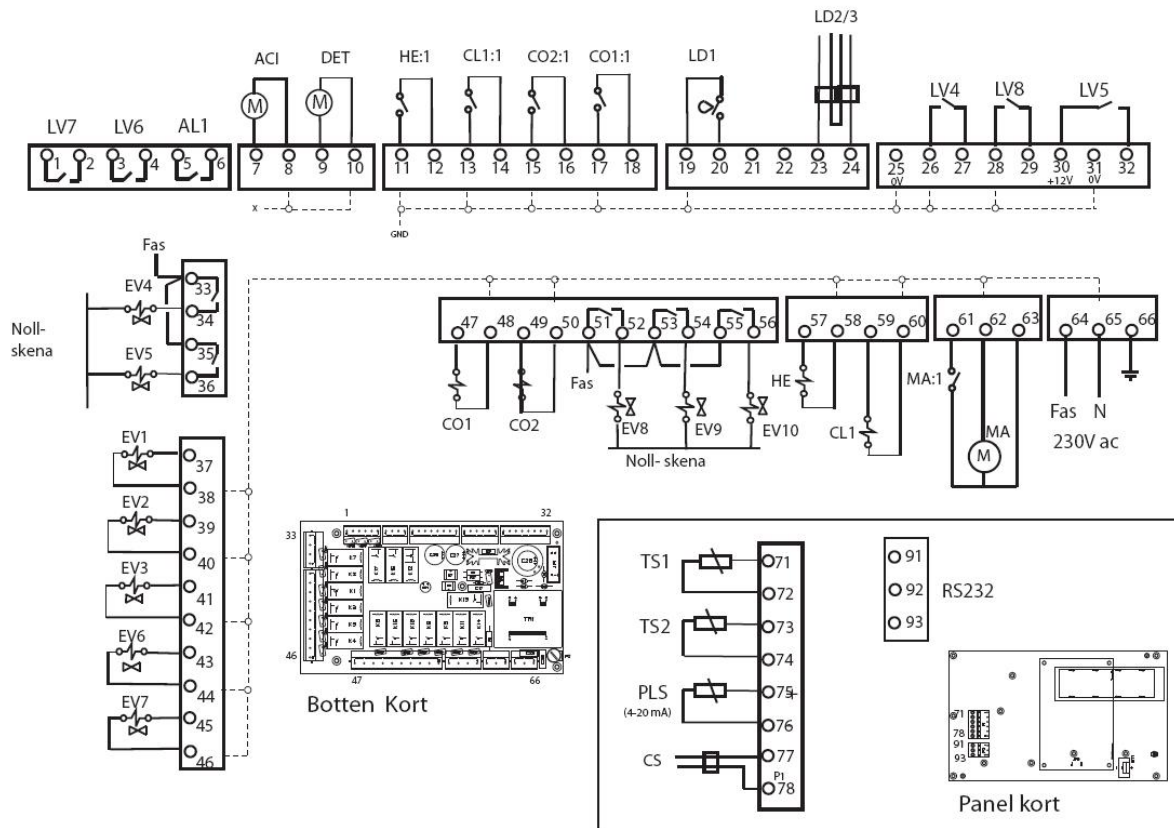 LD2/3
ACI DET HE:1 CL1:1 CO2:1 CO1:1 LD1
LV7 LV6 AL1 LV4 LV8 LV5
M M
1 2 3 4 5 6 7 8 9 10 11 12 13 14 15 16 17 18 19 20 21 22 23 24 25 26 27 28 29 30 31 32
0V +12V 0V
x
GND
Fas
EV4
33
34
Noll-
skena
EV5
35
36
47 48 49 50 51 52 53 54 55 56 57 58 59 60 61 62 63 64 65 66
Fas
HE
MA:1
CO1 CO2 EV8 EV9 EV10 CL1
Noll- skena
MA
M
Fas N
230V ac
EV1
37
38
EV2
39
40
EV3
41
42
EV6
43
44
EV7
45
46
1 32
33
46
47 66
TR1
Botten Kort
TS1 71
72
TS2 73
74
PLS 75+
(4-20 mA)
76
CS 77
P1
78
91
92 RS232
93
71
78
91
93
Panel kort